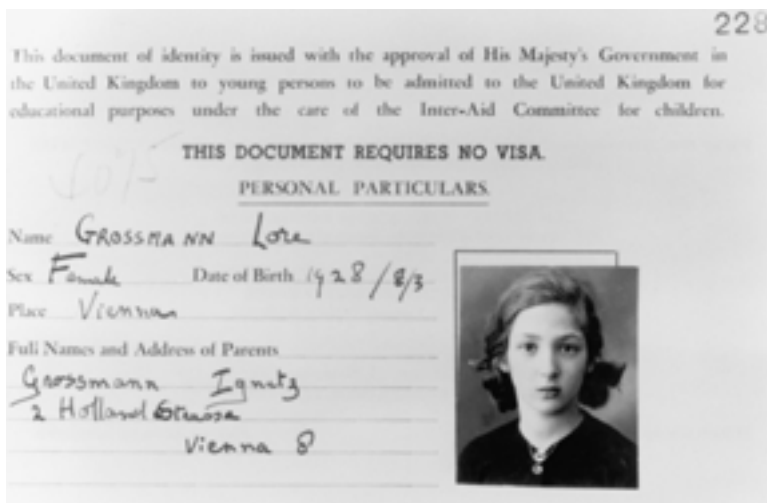 228
This document of identity is issued with the approval of His Majesty's Government in
the United Kingdom to young persons to be admitted to the United Kingdom for
educational purposes under the care of the Inter-Aid Committee for children.
THIS DOCUMENT REQUIRES NO VISA.
PERSONAL PARTICULARS.
Name GROSSMANN Lore
Sex Female Date of Birth 1928/8/3
Place Vienna
Full Names and Address of Parents
Grossmann Ignatz
2 Holland Strasse
Vienna 8